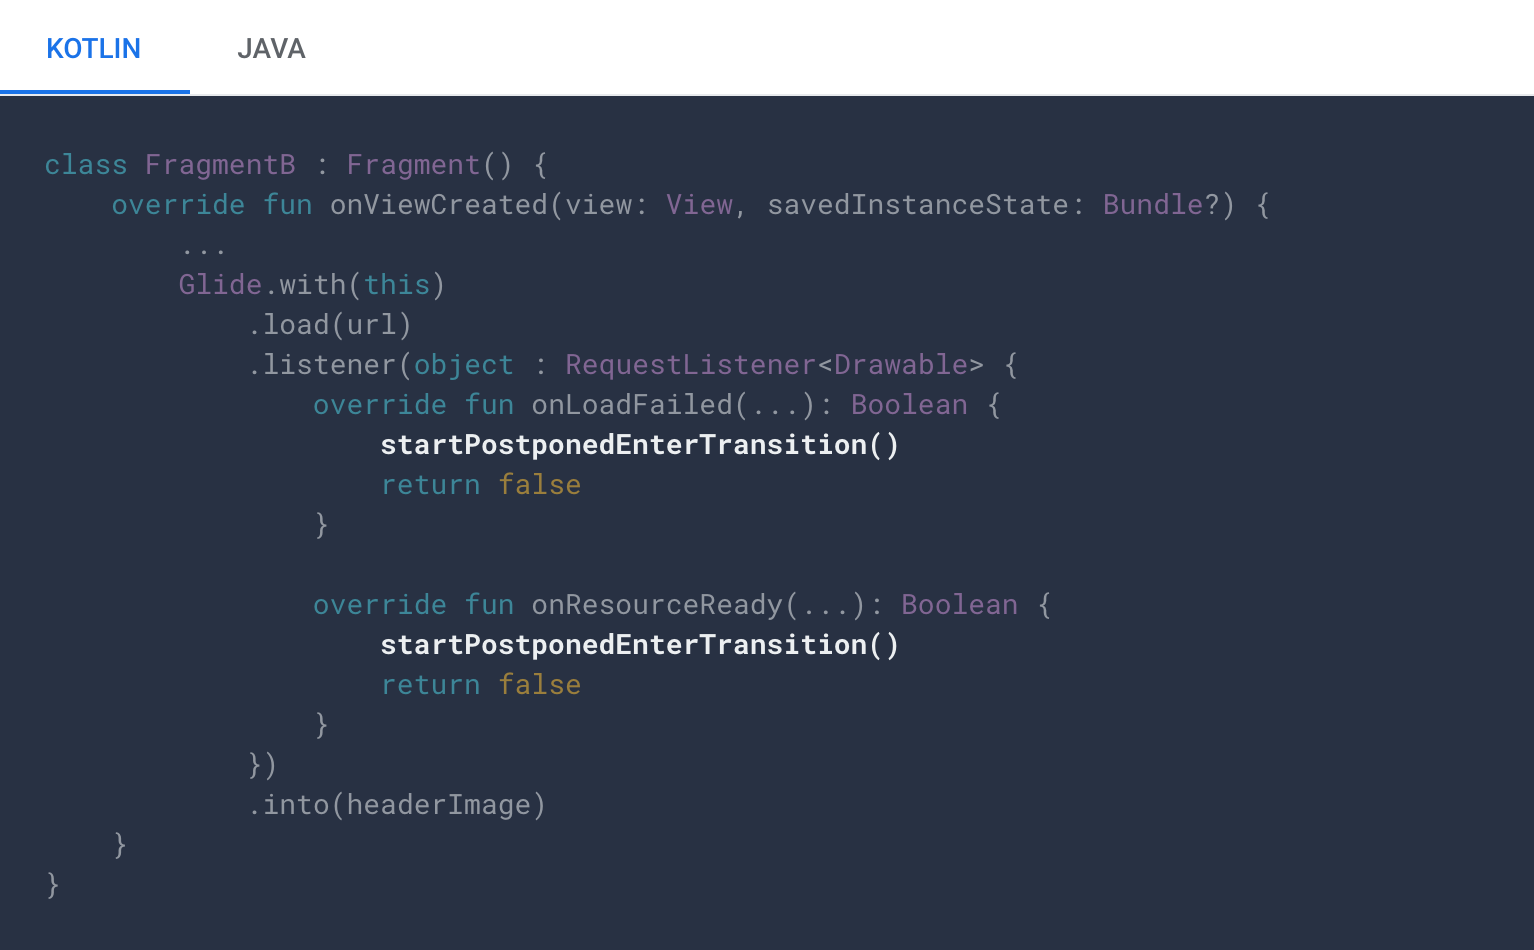 KOTLIN JAVA
class FragmentB : Fragment() {
    override fun onViewCreated(view: View, savedInstanceState: Bundle?) {
        ...
        Glide.with(this)
            .load(url)
            .listener(object : RequestListener<Drawable> {
                override fun onLoadFailed(...): Boolean {
                    startPostponedEnterTransition()
                    return false
                }

                override fun onResourceReady(...): Boolean {
                    startPostponedEnterTransition()
                    return false
                }
            })
            .into(headerImage)
    }
}